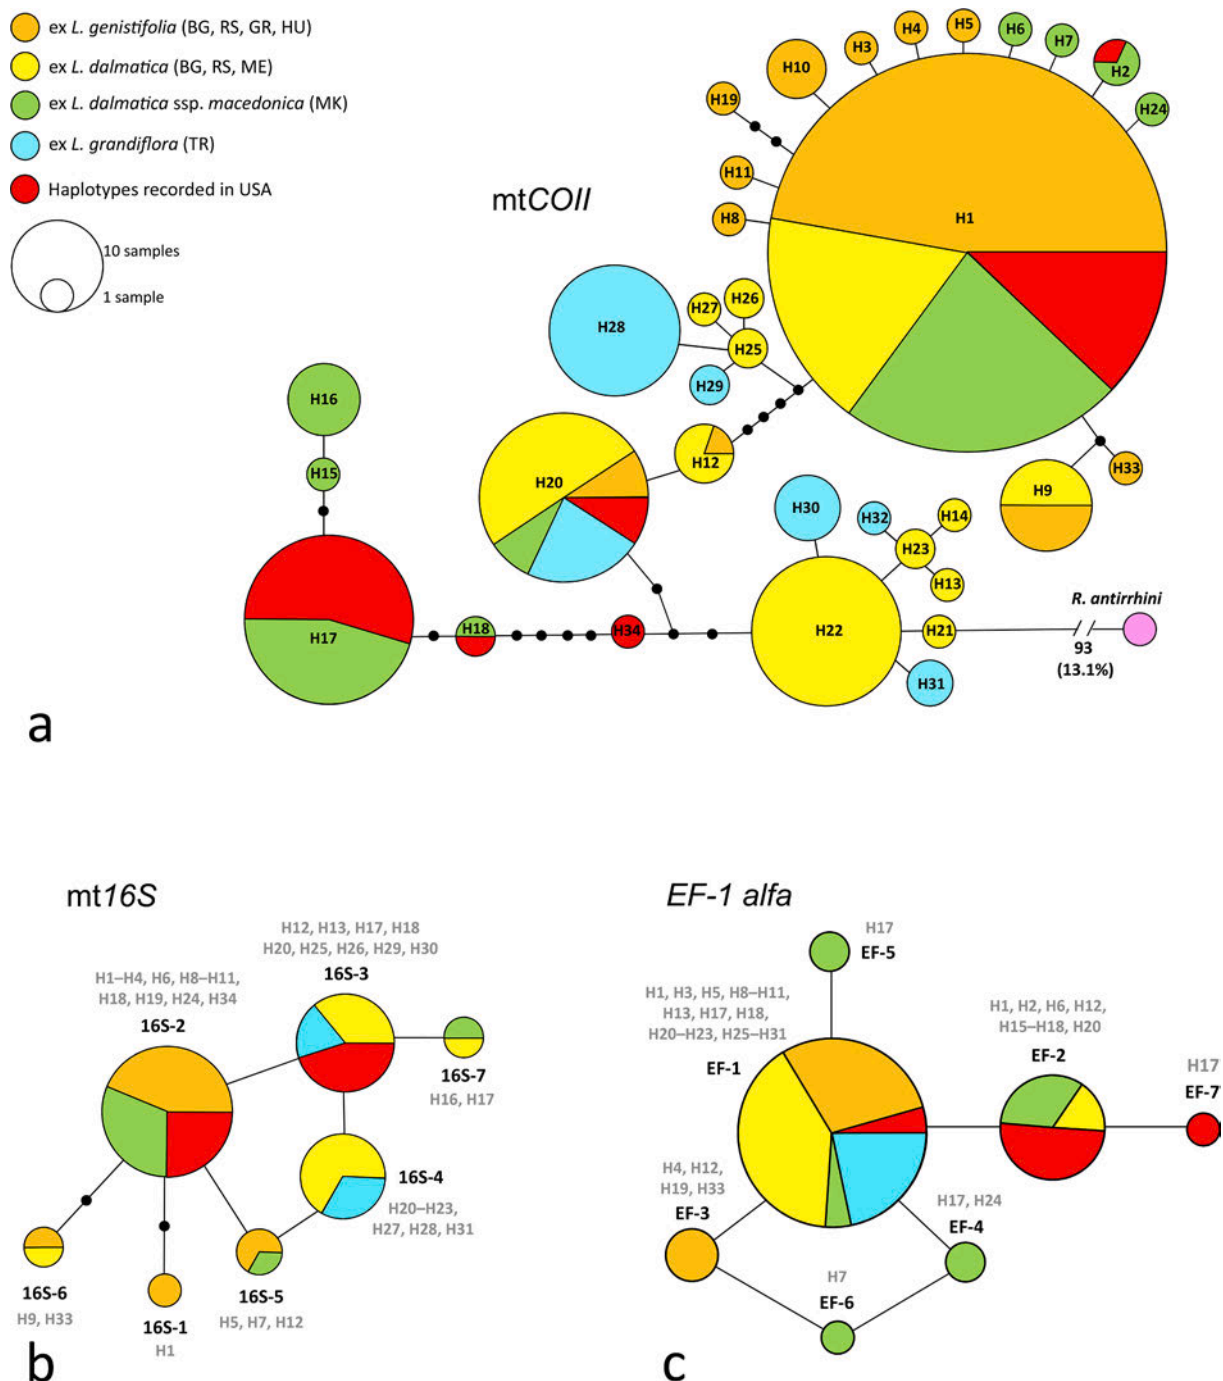 ex L. genistifolia (BG, RS, GR, HU)
ex L. dalmatica (BG, RS, ME)
ex L. dalmatica ssp. macedonica (MK)
ex L. grandiflora (TR)
Haplotypes recorded in USA
10 samples
1 sample
mtCOII
H19
H10
H3
H4
H5
H6
H7
H2
H24
H11
H8
H1
H28
H27
H26
H25
H29
H16
H15
H20
H12
H9
H33
H30
H32
H14
H23
H13
H17
H18
H34
H22
H21
H31
R. antirrhini
93
(13.1%)
a
mt16S
H12, H13, H17, H18
H20, H25, H26, H29, H30
16S-3
H1–H4, H6, H8–H11,
H18, H19, H24, H34
16S-2
16S-7
H16, H17
16S-4
H20–H23,
H27, H28, H31
16S-6
H9, H33
16S-1
H1
16S-5
H5, H7, H12
b
EF-1 alfa
H17
EF-5
H1, H3, H5, H8–H11,
H13, H17, H18,
H20–H23, H25–H31
EF-1
H1, H2, H6, H12,
H15–H18, H20
EF-2
H17
EF-7
H4, H12,
H19, H33
EF-3
H17, H24
EF-4
H7
EF-6
c